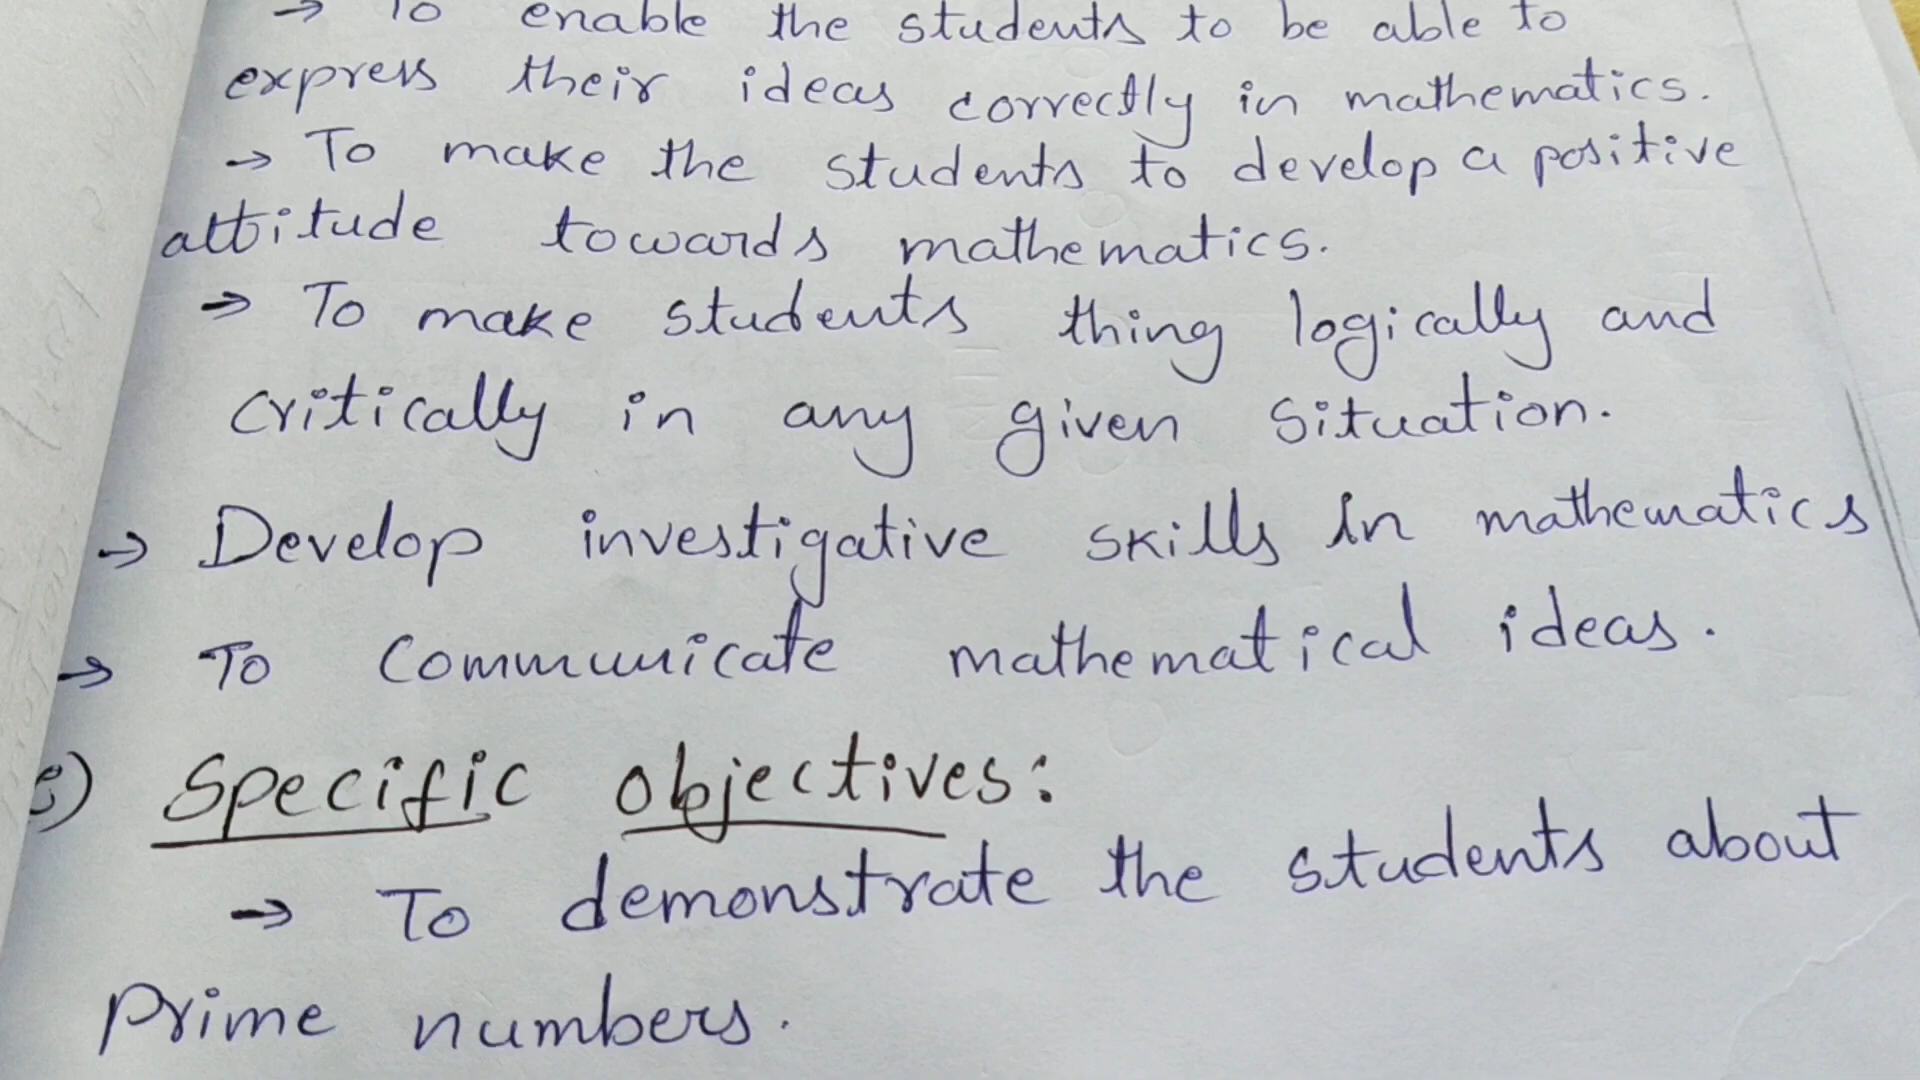 → To enable the students to be able to
express their ideas correctly in mathematics.
→ To make the students to develop a positive
attitude towards mathematics.
→ To make students thing logically and
critically in any given situation.
→ Develop investigative skills in mathematics
→ To communicate mathematical ideas.
Specific objectives:
→ To demonstrate the students about
Prime numbers.